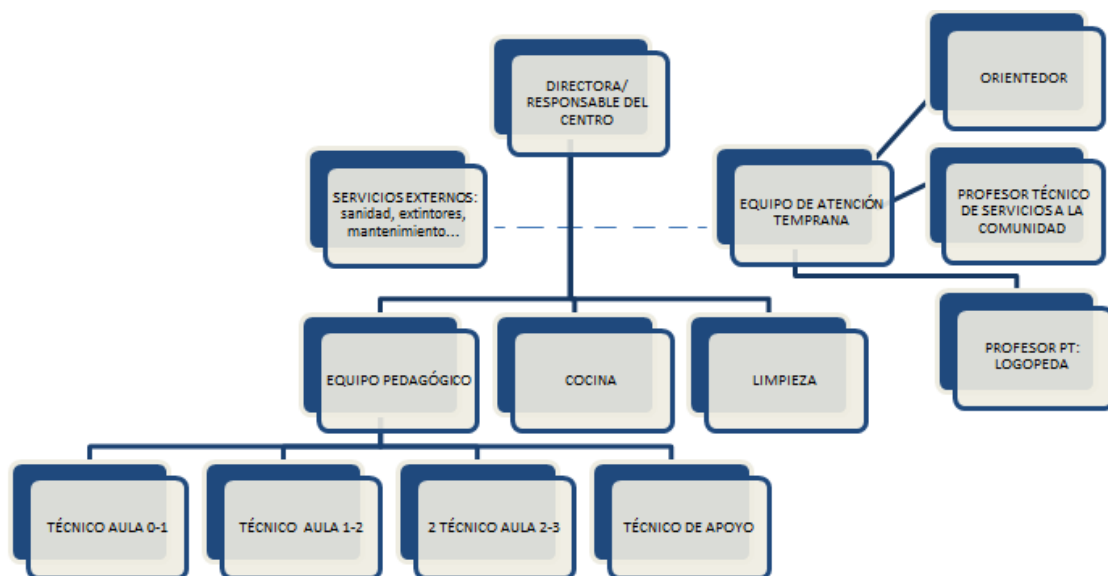 DIRECTORA/
RESPONSABLE DEL
CENTRO
ORIENTEDOR
SERVICIOS EXTERNOS:
sanidad, extintores,
mantenimiento...
EQUIPO DE ATENCIÓN
TEMPRANA
PROFESOR TÉCNICO
DE SERVICIOS A LA
COMUNIDAD
PROFESOR PT:
LOGOPEDA
EQUIPO PEDAGÓGICO
COCINA
LIMPIEZA
TÉCNICO AULA 0-1
TÉCNICO AULA 1-2
2 TÉCNICO AULA 2-3
TÉCNICO DE APOYO